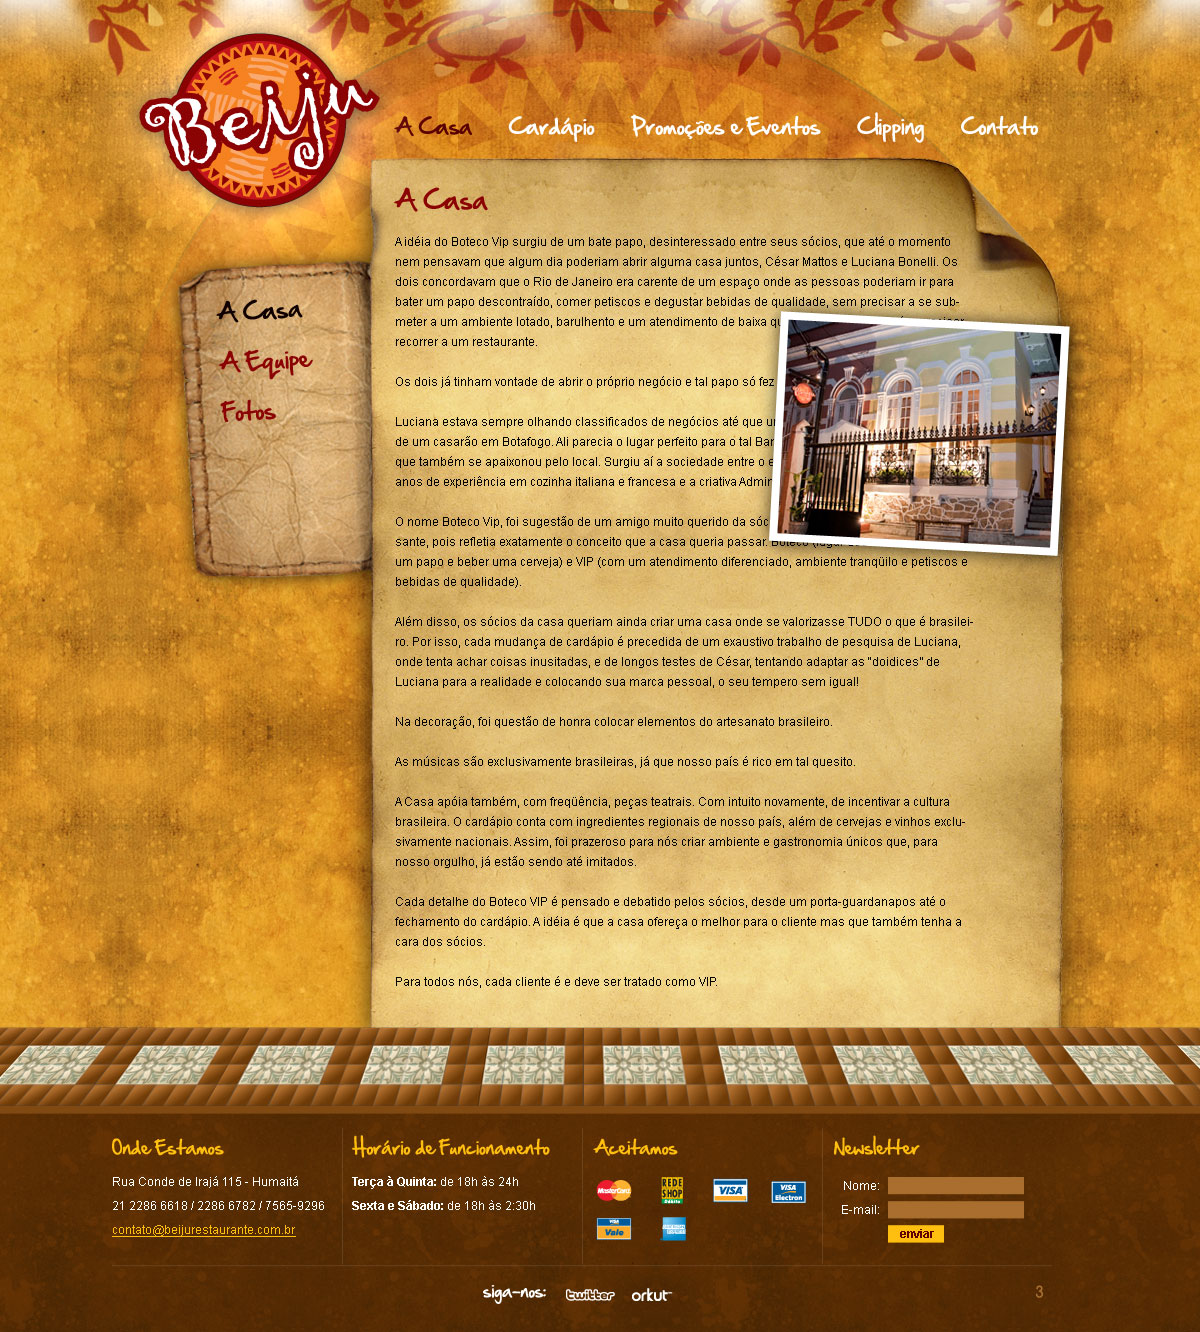 Beiju
A Casa
Cardápio
Promoções e Eventos
Clipping
Contato
A Casa
A Equipe
Fotos
A Casa
A idéia do Boteco Vip surgiu de um bate papo, desinteressado entre seus sócios, que até o momento
nem pensavam que algum dia poderiam abrir alguma casa juntos, César Mattos e Luciana Bonelli. Os
dois concordavam que o Rio de Janeiro era carente de um espaço onde as pessoas poderiam ir para
bater um papo descontraído, comer petiscos e degustar bebidas de qualidade, sem precisar a se sub-
meter a um ambiente lotado, barulhento e um atendimento de baixa
recorrer a um restaurante.
Os dois já tinham vontade de abrir o próprio negócio e tal papo só fez
Luciana estava sempre olhando classificados de negócios até que
de um casarão em Botafogo. Ali parecia o lugar perfeito para o tal
que também se apaixonou pelo local. Surgiu aí a sociedade entre o
anos de experiência em cozinha italiana e francesa e a criativa
O nome Boteco Vip, foi sugestão de um amigo muito querido da
sante, pois refletia exatamente o conceito que a casa queria passar. Boteco
um papo e beber uma cerveja) e VIP (com um atendimento diferenciado, ambiente tranqüilo e petiscos e
bebidas de qualidade).
Além disso, os sócios da casa queriam ainda criar uma casa onde se valorizasse TUDO o que é brasilei-
ro. Por isso, cada mudança de cardápio é precedida de um exaustivo trabalho de pesquisa de Luciana,
onde tenta achar coisas inusitadas, e de longos testes de César, tentando adaptar as "doidices" de
Luciana para a realidade e colocando sua marca pessoal, o seu tempero sem igual!
Na decoração, foi questão de honra colocar elementos do artesanato brasileiro.
As músicas são exclusivamente brasileiras, já que nosso país é rico em tal quesito.
A Casa apóia também, com freqüência, peças teatrais. Com intuito novamente, de incentivar a cultura
brasileira. O cardápio conta com ingredientes regionais de nosso país, além de cervejas e vinhos exclu-
sivamente nacionais. Assim, foi prazeroso para nós criar ambiente e gastronomia únicos que, para
nosso orgulho, já estão sendo até imitados.
Cada detalhe do Boteco VIP é pensado e debatido pelos sócios, desde um porta-guardanapos até o
fechamento do cardápio. A idéia é que a casa ofereça o melhor para o cliente mas que também tenha a
cara dos sócios.
Para todos nós, cada cliente é e deve ser tratado como VIP.
Onde Estamos
Rua Conde de Irajá 115 - Humaitá
21 2286 6618 / 2286 6782 / 7565-9296
contato@beijurestaurante.com.br
Horário de Funcionamento
Terça à Quinta: de 18h às 24h
Sexta e Sábado: de 18h às 2:30h
Aceitamos
MasterCard
REDE SHOP Débito
VISA
VISA Electron
VISA Vale
AMERICAN EXPRESS
Newsletter
Nome:
E-mail:
enviar
siga-nos:
twitter
orkut
3